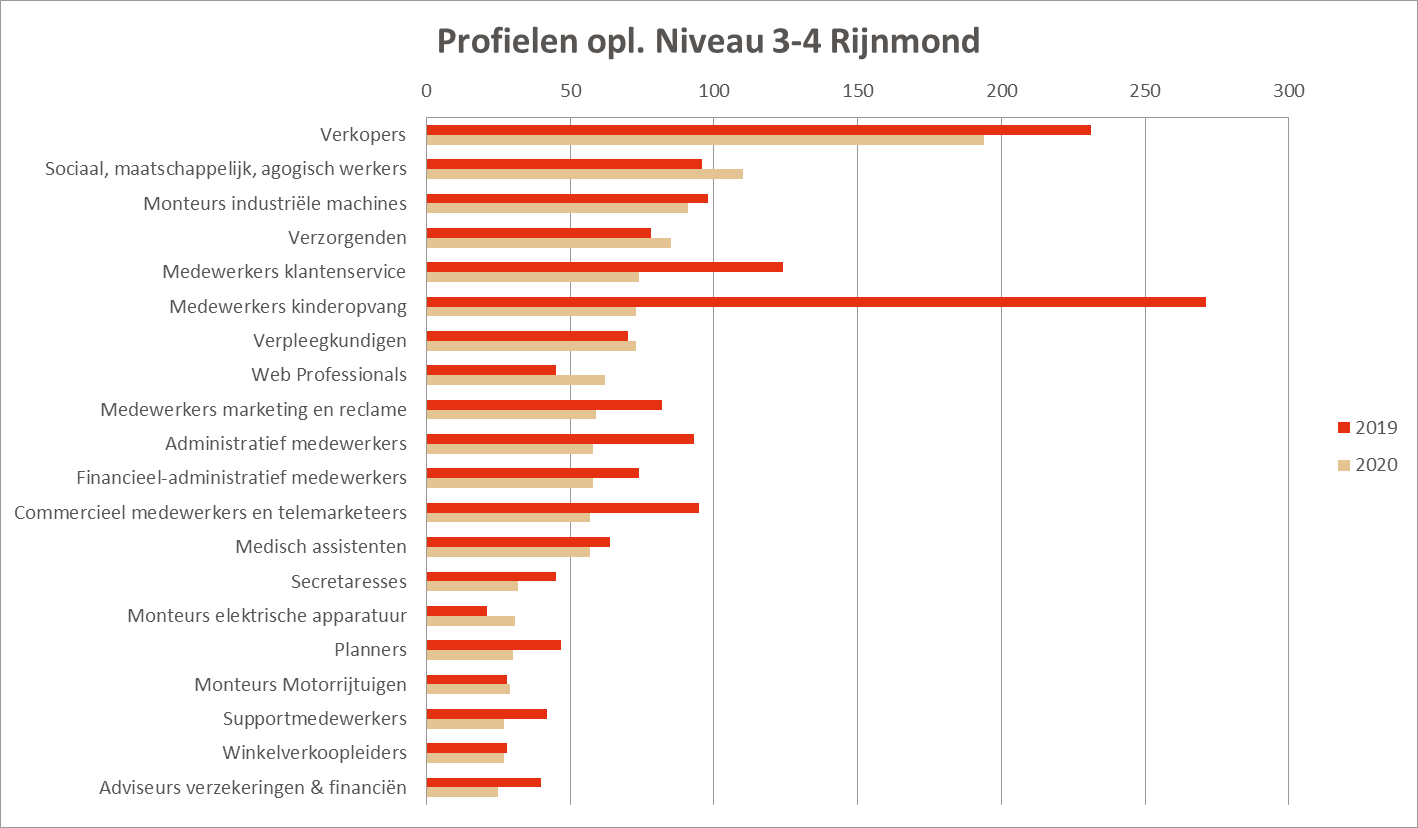 Profielen opl. Niveau 3-4 Rijnmond
0 50 100 150 200 250 300
Verkopers
Sociaal, maatschappelijk, agogisch werkers
Monteurs industriële machines
Verzorgenden
Medewerkers klantenservice
Medewerkers kinderopvang
Verpleegkundigen
Web Professionals
Medewerkers marketing en reclame
Administratief medewerkers
Financieel-administratief medewerkers
Commercieel medewerkers en telemarketeers
Medisch assistenten
Secretaresses
Monteurs elektrische apparatuur
Planners
Monteurs Motorrijtuigen
Supportmedewerkers
Winkelverkoopleiders
Adviseurs verzekeringen & financiën
2019
2020